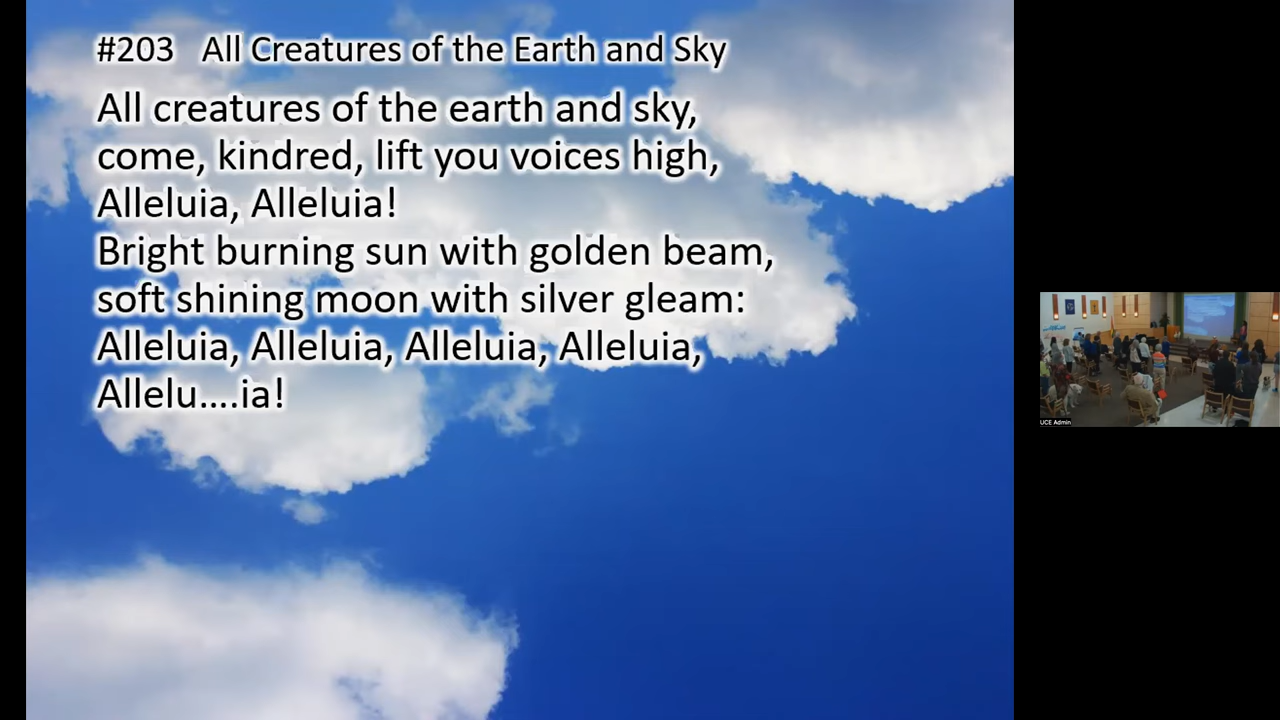 #203 All Creatures of the Earth and Sky
All creatures of the earth and sky,
come, kindred, lift you voices high,
Alleluia, Alleluia!
Bright burning sun with golden beam,
soft shining moon with silver gleam:
Alleluia, Alleluia, Alleluia, Alleluia,
Allelu....ia!
UCE Admin